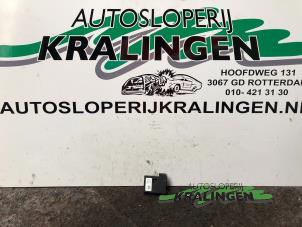 AUTOSLOPERIJ
KRALINGEN
HOOFDWEG 131
3067 GD ROTTERDAM
010- 421 31 30
AUTOSLOPERIJKRALINGEN.NL
AUTOSLOPERIJ
KRALINGEN